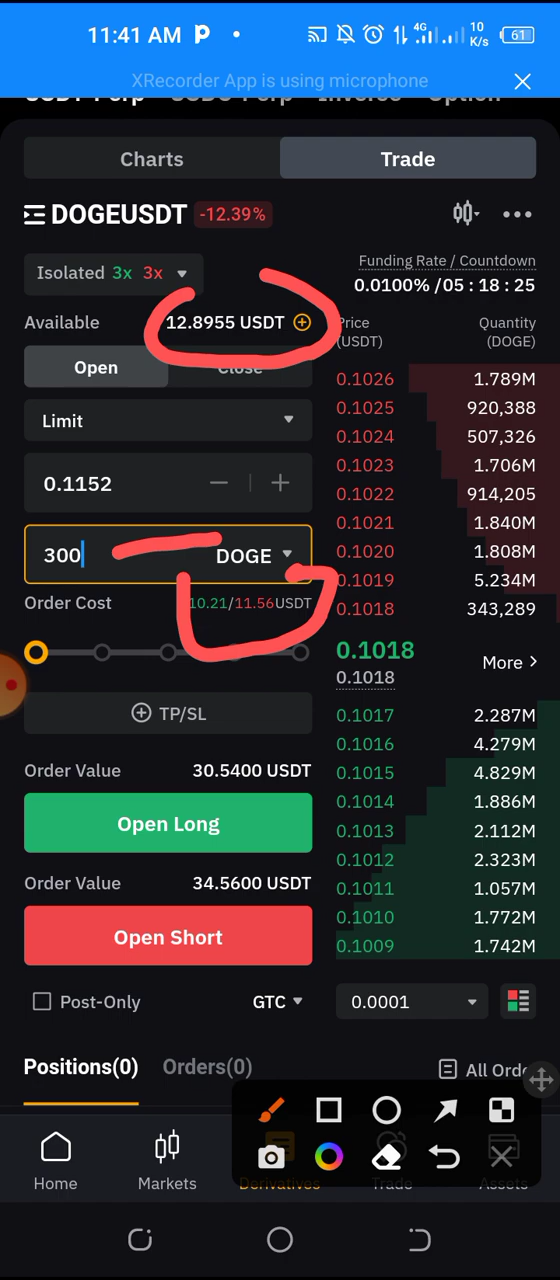 11:41 AM
4G 10 K/s 61
XRecorder App is using microphone
USDT Perp USDC Perp Inverse Option
Charts Trade
DOGEUSDT -12.39%
Isolated 3x 3x
Funding Rate / Countdown
0.0100% /05 : 18 : 25
Available 12.8955 USDT
Price (USDT) Quantity (DOGE)
Open Close
Limit
0.1152
300 DOGE
Order Cost 10.21/11.56USDT
0.1026 1.789M
0.1025 920,388
0.1024 507,326
0.1023 1.706M
0.1022 914,205
0.1021 1.840M
0.1020 1.808M
0.1019 5.234M
0.1018 343,289
0.1018
0.1018
More
TP/SL
Order Value 30.5400 USDT
Open Long
Order Value 34.5600 USDT
Open Short
0.1017 2.287M
0.1016 4.279M
0.1015 4.829M
0.1014 1.886M
0.1013 2.112M
0.1012 2.323M
0.1011 1.057M
0.1010 1.772M
0.1009 1.742M
Post-Only GTC 0.0001
Positions(0) Orders(0) All Orde
Home Markets Derivatives Trade Assets